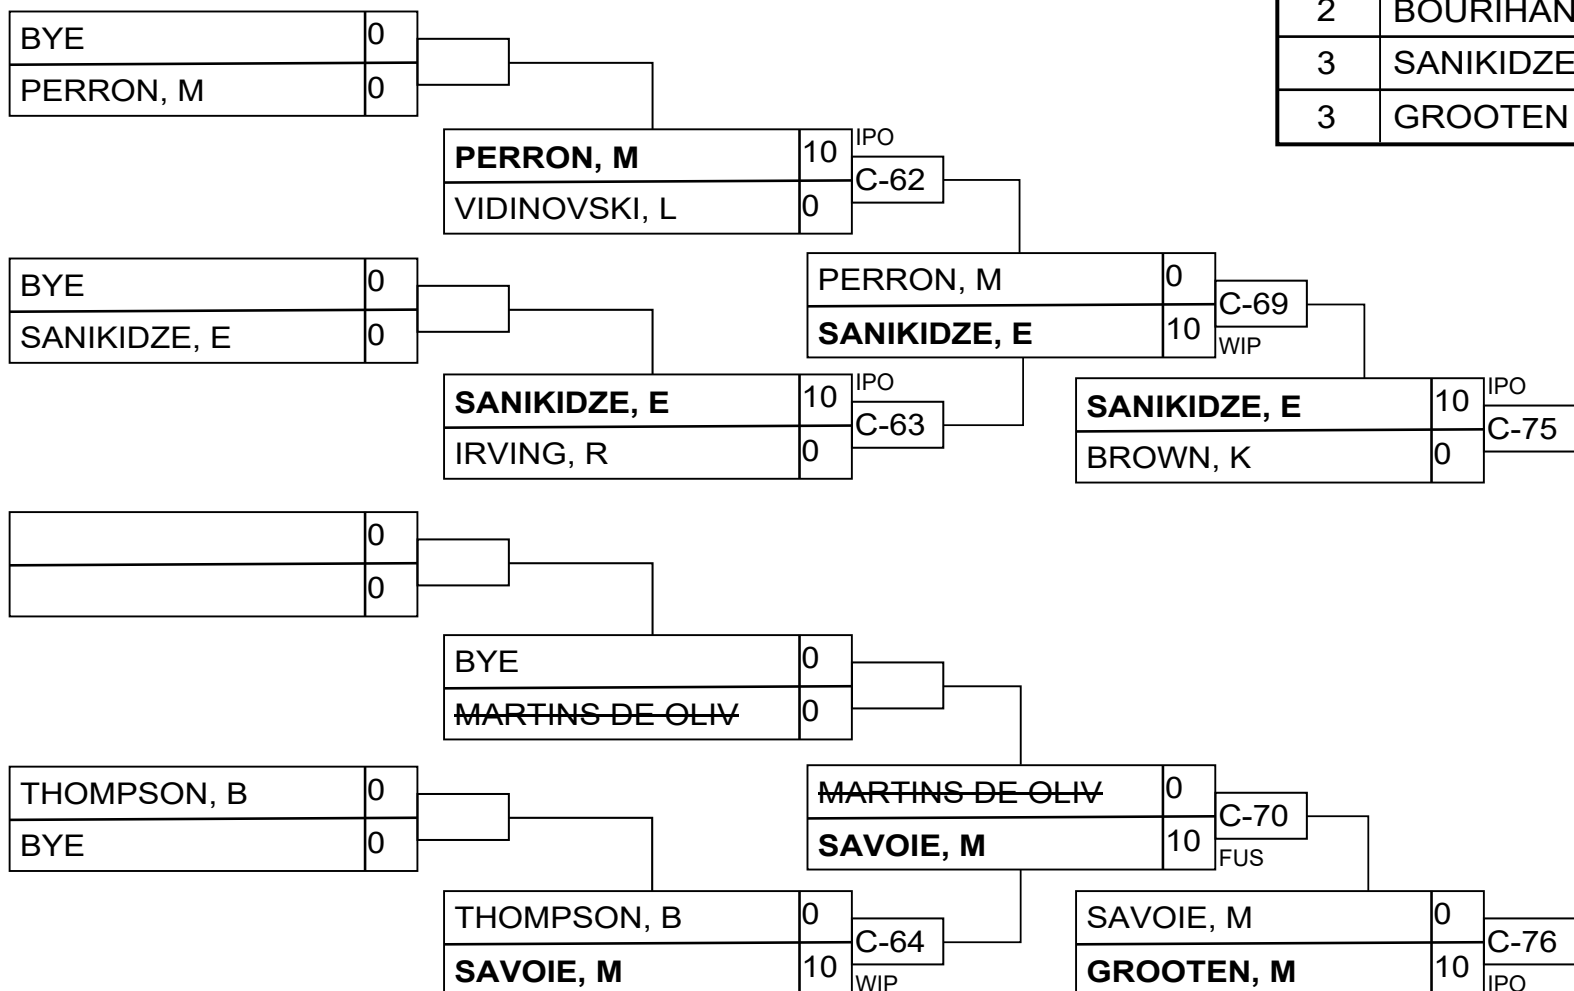 2 BOURIHAN
3 SANIKIDZE
3 GROOTEN
BYE 0
PERRON, M 0
PERRON, M 10 IPO
C-62
VIDINOVSKI, L 0
BYE 0
SANIKIDZE, E 0
PERRON, M 0
C-69
SANIKIDZE, E 10 WIP
SANIKIDZE, E 10 IPO
C-63
IRVING, R 0
SANIKIDZE, E 10 IPO
C-75
BROWN, K 0
0
0
BYE 0
MARTINS DE OLIV 0
THOMPSON, B 0
BYE 0
MARTINS DE OLIV 0
C-70
SAVOIE, M 10 FUS
THOMPSON, B 0
C-64
SAVOIE, M 10 WIP
SAVOIE, M 0
C-76
GROOTEN, M 10 IPO